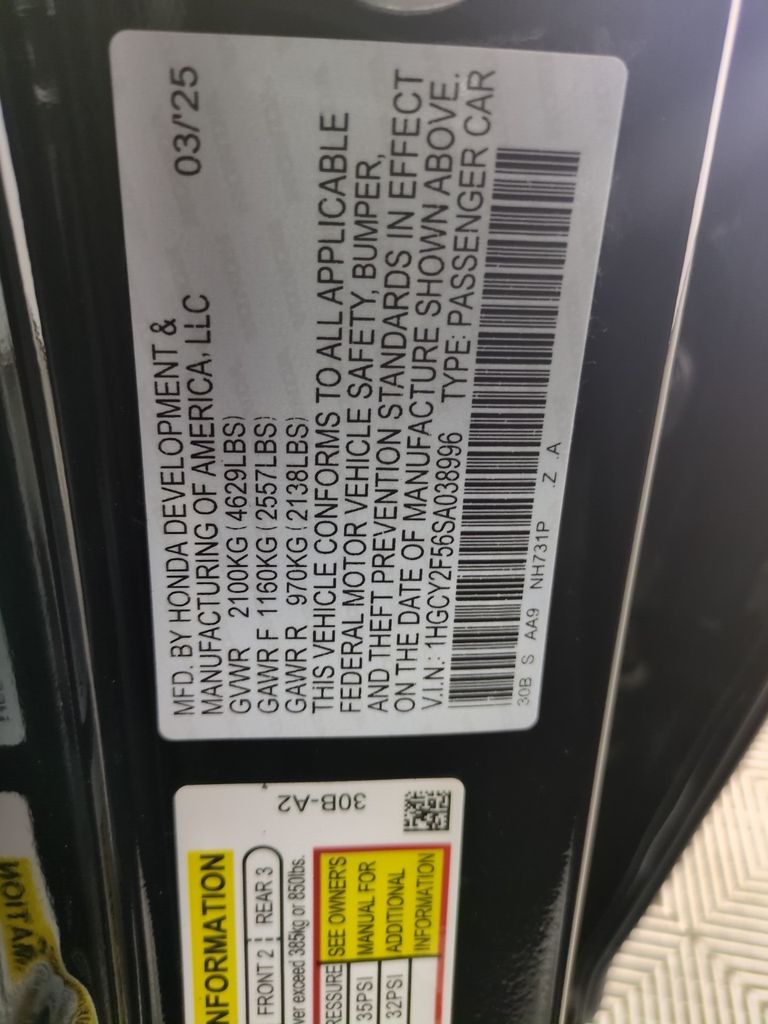 MFD. BY HONDA DEVELOPMENT &
MANUFACTURING OF AMERICA, LLC 03/'25
GVWR 2100KG (4629LBS)
GAWR F 1160KG (2557LBS)
GAWR R 970KG (2138LBS)
THIS VEHICLE CONFORMS TO ALL APPLICABLE
FEDERAL MOTOR VEHICLE SAFETY, BUMPER,
AND THEFT PREVENTION STANDARDS IN EFFECT
ON THE DATE OF MANUFACTURE SHOWN ABOVE.
V.I.N.: 1HGCY2F56SA038996 TYPE: PASSENGER CAR
30B S AA9 NH731P .Z .A
30B-A2
NFORMATION
FRONT 2 REAR 3
ver exceed 385kg or 850lbs.
RESSURE
35PSI
32PSI
SEE OWNER'S
MANUAL FOR
ADDITIONAL
INFORMATION
MATION